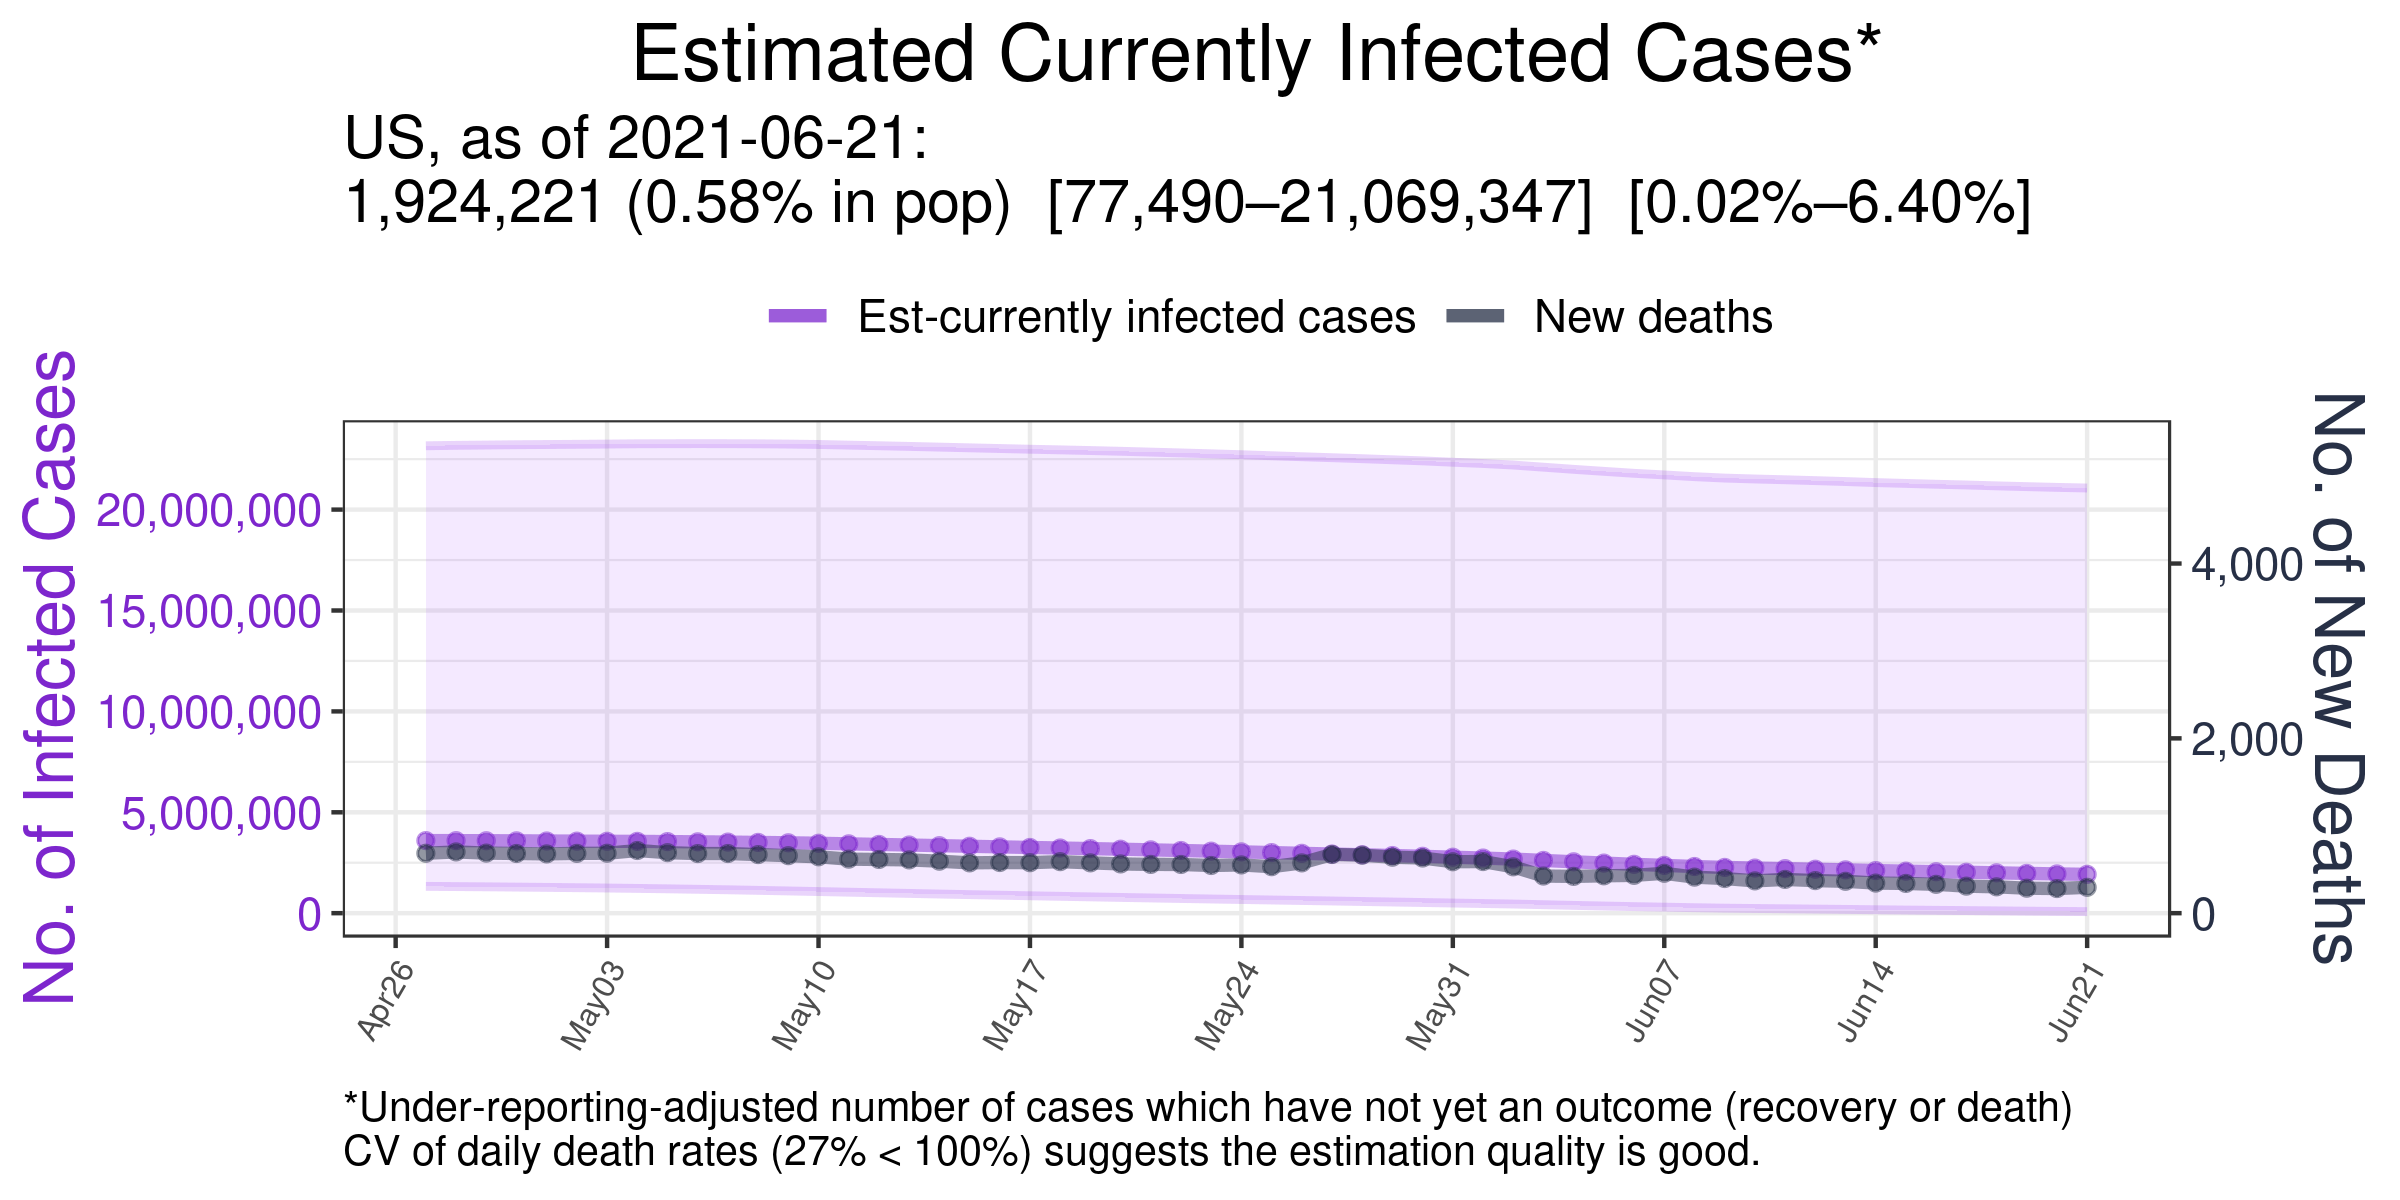 Estimated Currently Infected Cases*
US, as of 2021-06-21:
1,924,221 (0.58% in pop)  [77,490–21,069,347]  [0.02%–6.40%]
Est-currently infected cases
New deaths
No. of Infected Cases
20,000,000
15,000,000
10,000,000
5,000,000
0
4,000
2,000
0
No. of New Deaths
Apr26
May03
May10
May17
May24
May31
Jun07
Jun14
Jun21
*Under-reporting-adjusted number of cases which have not yet an outcome (recovery or death)
CV of daily death rates (27% < 100%) suggests the estimation quality is good.